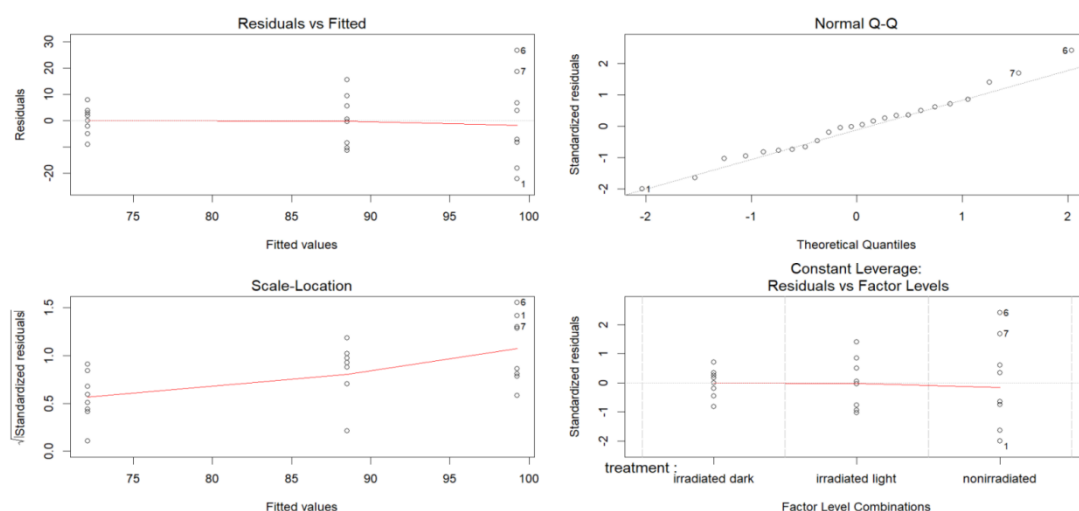 Residuals vs Fitted
Residuals
30
10
0
-20
6
7
1
75 80 85 90 95 100
Fitted values
Normal Q-Q
Standardized residuals
2
1
0
-1
-2
6
7
1
-2 -1 0 1 2
Theoretical Quantiles
Scale-Location
√|Standardized residuals
1.5
1.0
0.5
0.0
6
1
7
75 80 85 90 95 100
Fitted values
Constant Leverage:
Residuals vs Factor Levels
Standardized residuals
2
1
0
-1
-2
6
7
1
treatment :
irradiated dark irradiated light nonirradiated
Factor Level Combinations